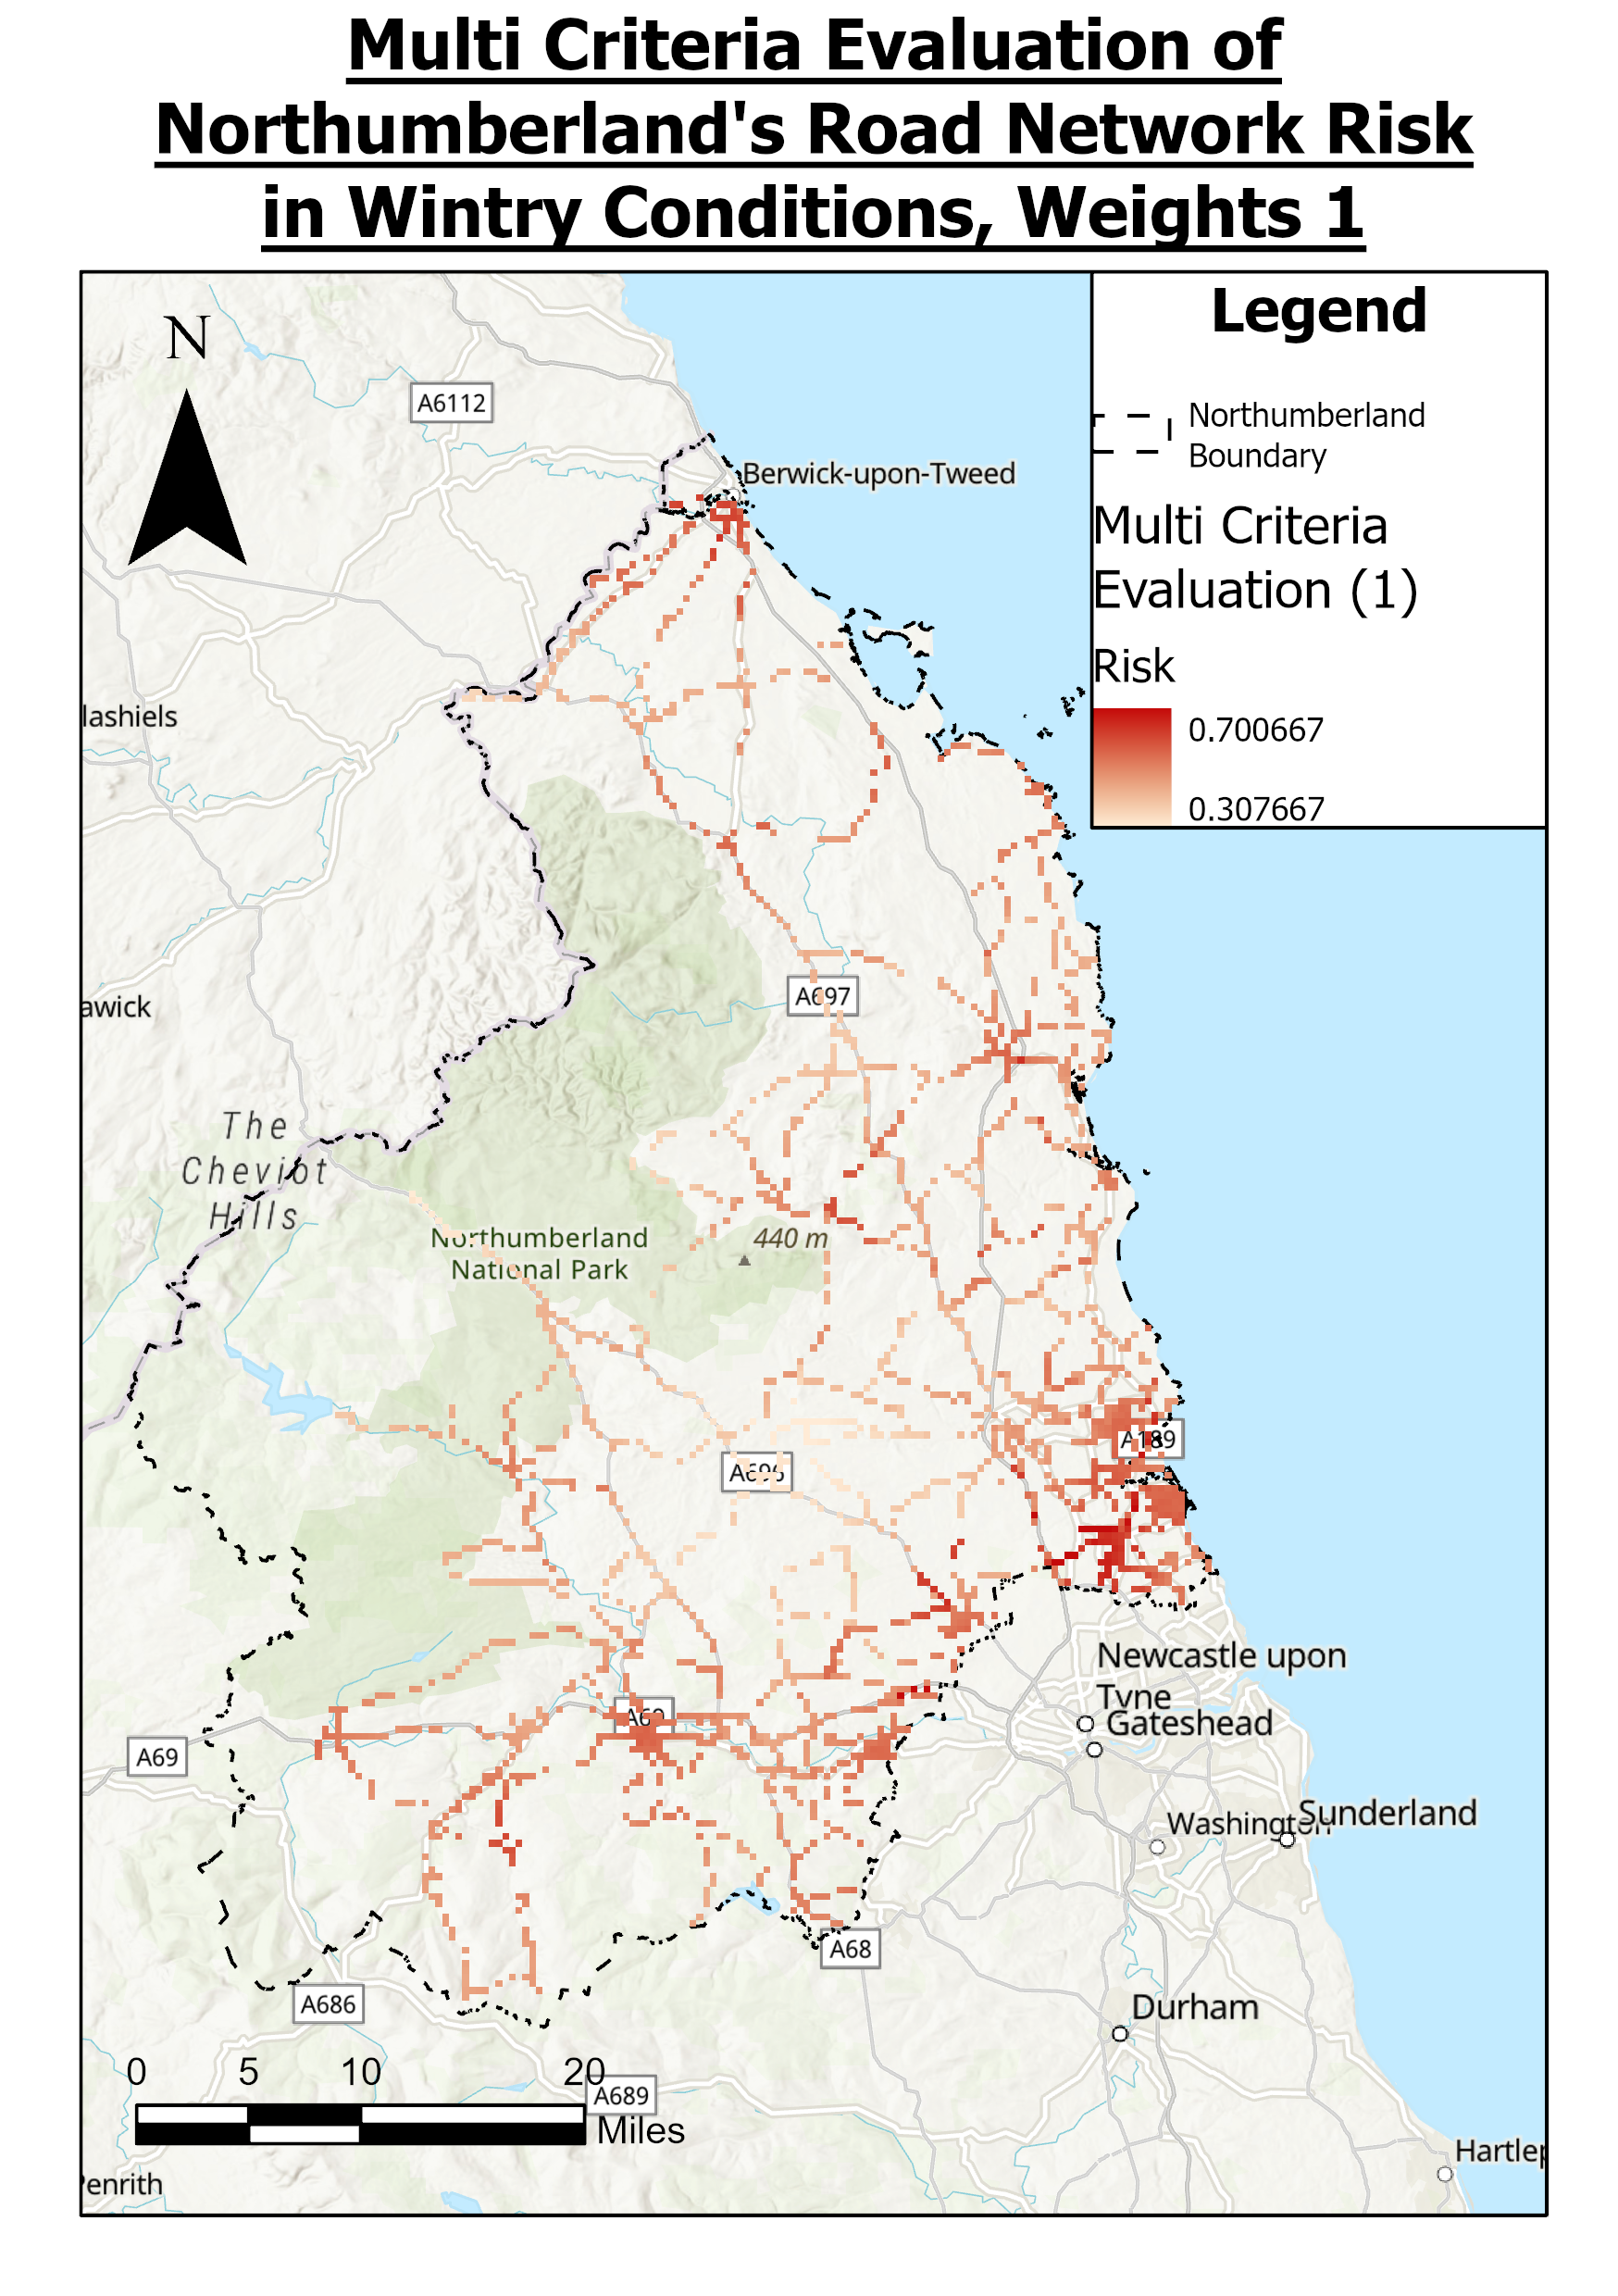 Multi Criteria Evaluation of
Northumberland's Road Network Risk
in Wintry Conditions, Weights 1
Legend
Northumberland
Boundary
Multi Criteria
Evaluation (1)
Risk
0.700667
0.307667
N
A6112
Berwick-upon-Tweed
lashiels
A697
awick
The
Cheviot
Hills
Northumberland
National Park
440 m
A189
A696
Newcastle upon
Tyne
Gateshead
A69
A69
Washington
Sunderland
A68
A686
Durham
0 5 10 20
A689
Miles
Hartlep
Penrith